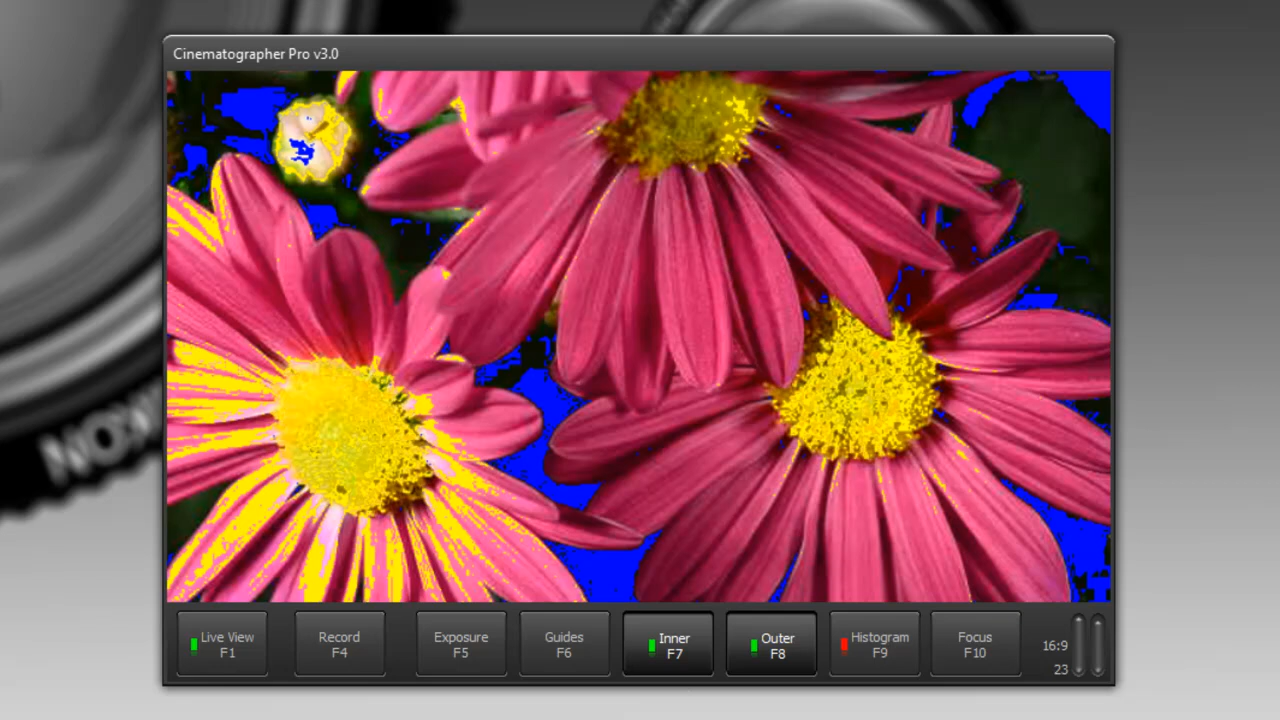 Cinematographer Pro v3.0
Live View
F1
Record
F4
Exposure
F5
Guides
F6
Inner
F7
Outer
F8
Histogram
F9
Focus
F10
16:9
23